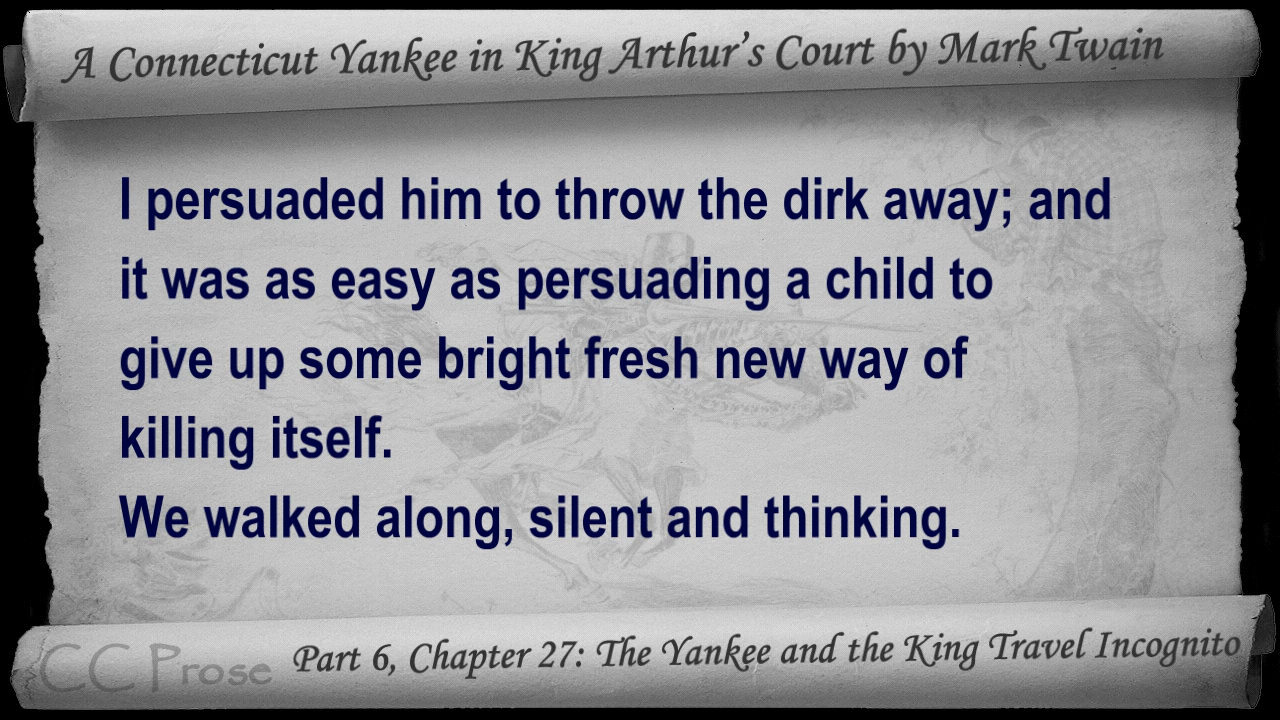 A Connecticut Yankee in King Arthur's Court by Mark Twain
I persuaded him to throw the dirk away; and
it was as easy as persuading a child to
give up some bright fresh new way of
killing itself.
We walked along, silent and thinking.
CC Prose
Part 6, Chapter 27: The Yankee and the King Travel Incognito